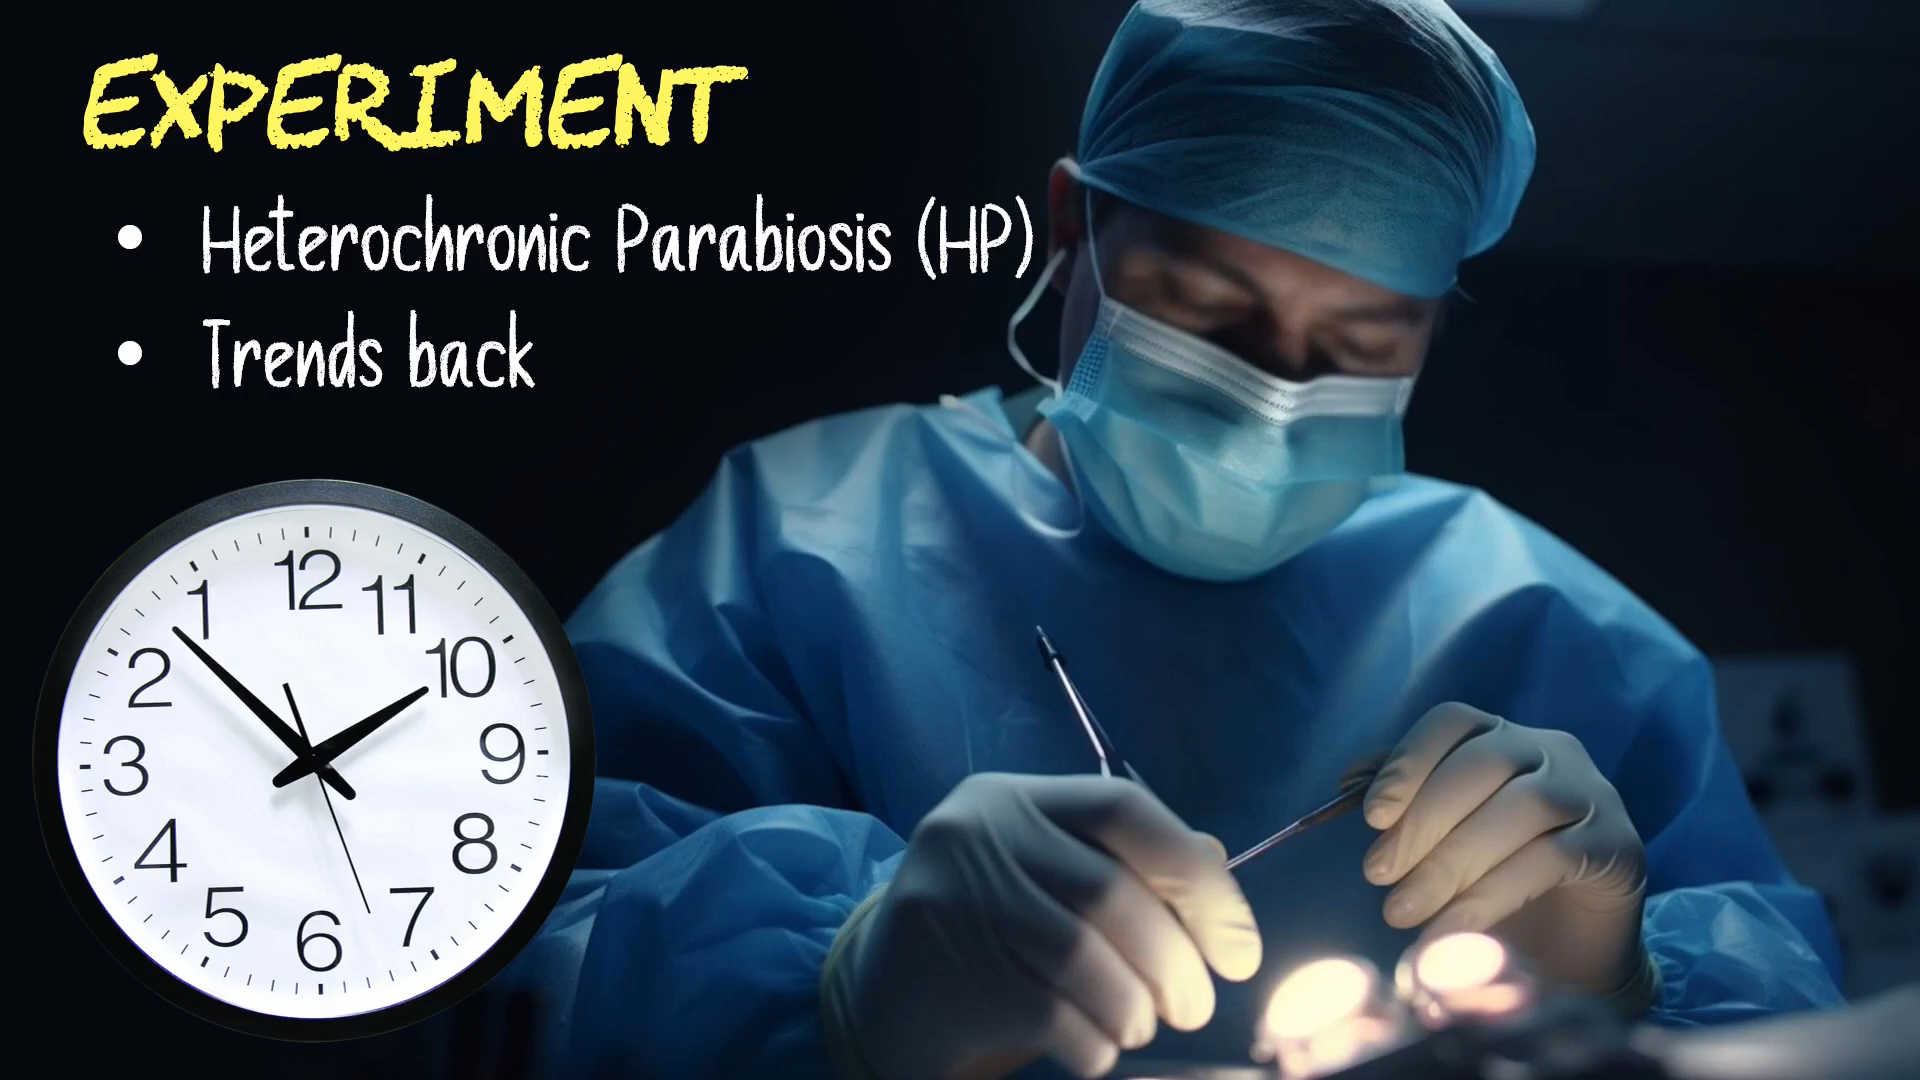 EXPERIMENT
• Heterochronic Parabiosis (HP)
• Trends back
12
1 11
2 10
3 9
4 8
5 7
6